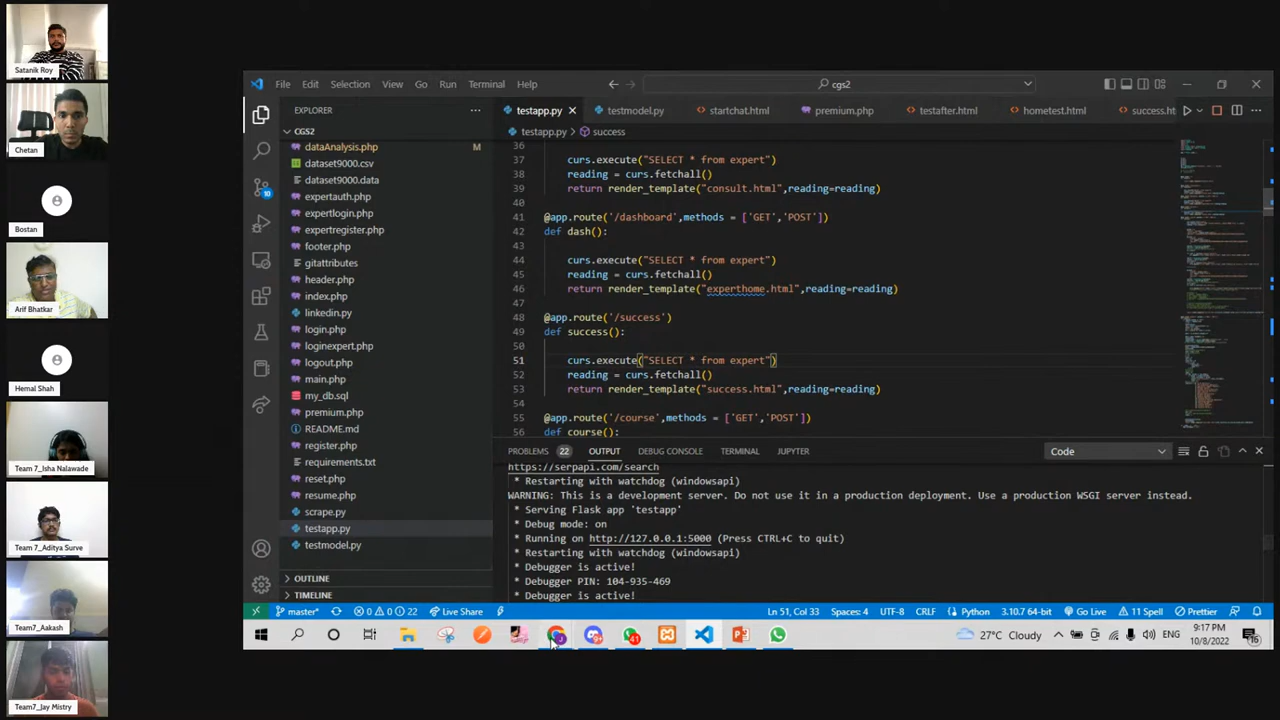 Satanik Roy
Chetan
Bostan
Arif Bhatkar
Hemal Shah
Team 7_Isha Nalawade
Team 7_Aditya Surve
Team7_Aakash
Team7_Jay Mistry
File Edit Selection View Go Run Terminal Help
cgs2
EXPLORER
CGS2
dataAnalysis.php M
dataset9000.csv
dataset9000.data
expertauth.php
expertlogin.php
expertregister.php
footer.php
gitattributes
header.php
index.php
linkedin.py
login.php
loginexpert.php
logout.php
main.php
my_db.sql
premium.php
README.md
register.php
requirements.txt
reset.php
resume.php
scrape.py
testapp.py
testmodel.py
OUTLINE
TIMELINE
testapp.py testmodel.py startchat.html premium.php testafter.html hometest.html success.ht
testapp.py > success
36
37 curs.execute("SELECT * from expert")
38 reading = curs.fetchall()
39 return render_template("consult.html",reading=reading)
40
41 @app.route('/dashboard',methods = ['GET','POST'])
42 def dash():
43
44 curs.execute("SELECT * from expert")
45 reading = curs.fetchall()
46 return render_template("experthome.html",reading=reading)
47
48 @app.route('/success')
49 def success():
50
51 curs.execute("SELECT * from expert")
52 reading = curs.fetchall()
53 return render_template("success.html",reading=reading)
54
55 @app.route('/course',methods = ['GET','POST'])
56 def course():
PROBLEMS 22 OUTPUT DEBUG CONSOLE TERMINAL JUPYTER Code
https://serpapi.com/search
* Restarting with watchdog (windowsapi)
WARNING: This is a development server. Do not use it in a production deployment. Use a production WSGI server instead.
* Serving Flask app 'testapp'
* Debug mode: on
* Running on http://127.0.0.1:5000 (Press CTRL+C to quit)
* Restarting with watchdog (windowsapi)
* Debugger is active!
* Debugger PIN: 104-935-469
* Debugger is active!
master* 0 0 22 Live Share Ln 51, Col 33 Spaces: 4 UTF-8 CRLF Python 3.10.7 64-bit Go Live 11 Spell Prettier
27°C Cloudy ENG 9:17 PM
10/8/2022